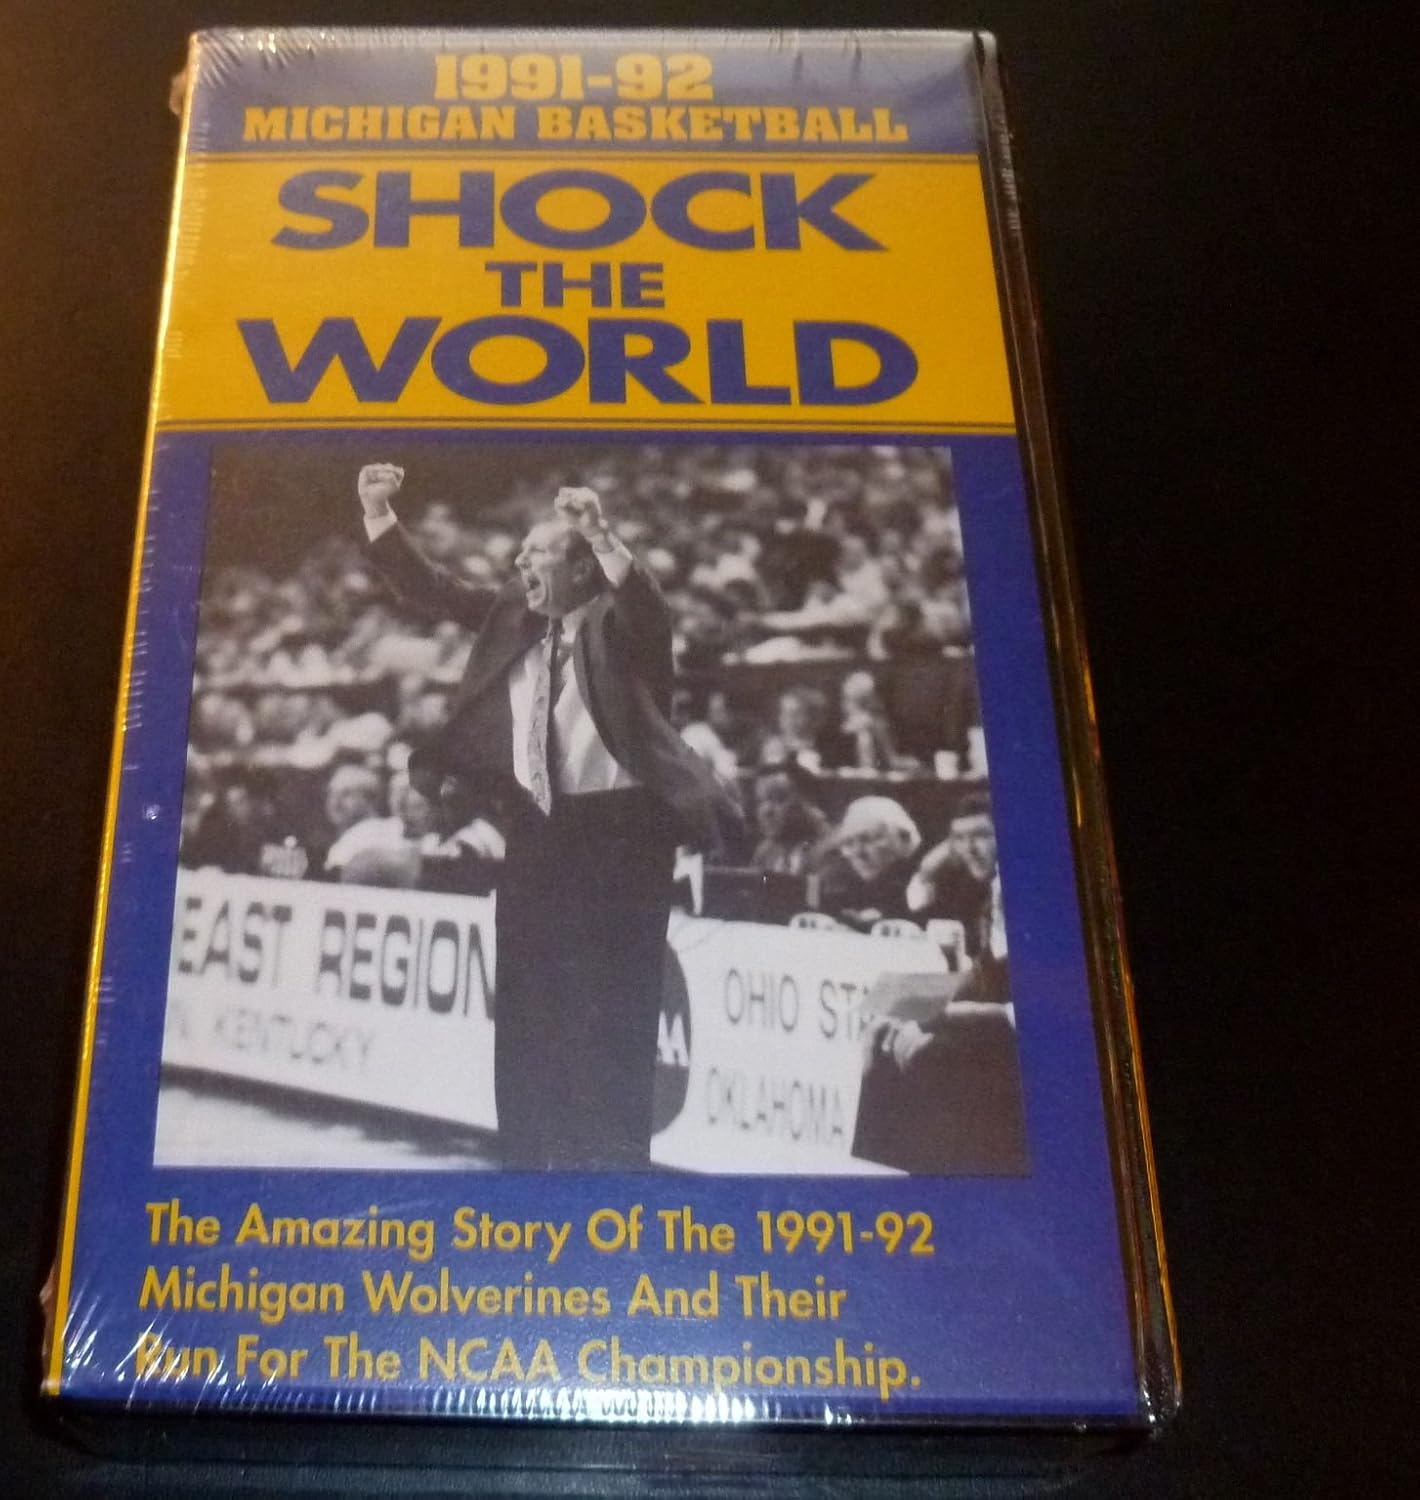 1991-92
MICHIGAN BASKETBALL
SHOCK
THE
WORLD
EAST REGION
KENTUCKY
OHIO
OKLAHOMA
The Amazing Story Of The 1991-92
Michigan Wolverines And Their
Run For The NCAA Championship.